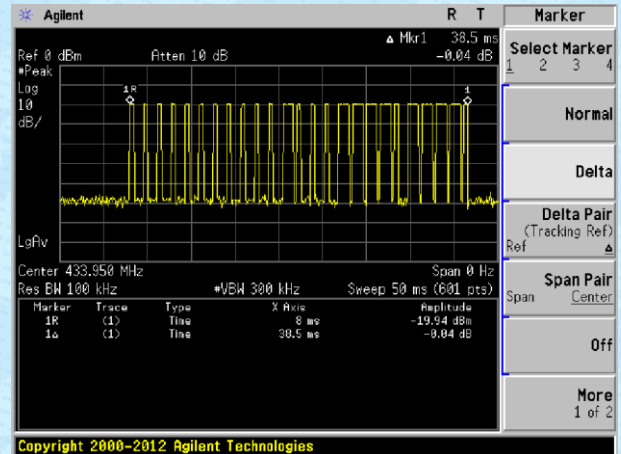 Agilent R T
Marker
Δ Mkr1 38.5 ms
Ref 0 dBm Atten 10 dB -0.04 dB
#Peak
Log
10
dB/
1R
1
LgAv
Center 433.950 MHz Span 0 Hz
Res BW 100 kHz #VBW 300 kHz Sweep 50 ms (601 pts)
Marker Trace Type X Axis Amplitude
1R (1) Time 8 ms -19.94 dBm
1Δ (1) Time 38.5 ms -0.04 dB
Select Marker
1 2 3 4
Normal
Delta
Delta Pair
(Tracking Ref)
Ref Δ
Span Pair
Span Center
Off
More
1 of 2
Copyright 2000-2012 Agilent Technologies